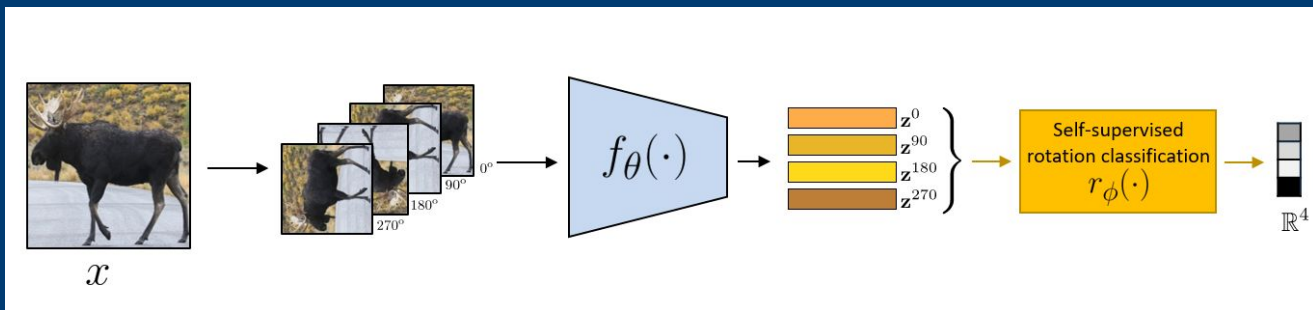 x
0°
90°
180°
270°
f_θ(·)
z^0
z^90
z^180
z^270
Self-supervised
rotation classification
r_ϕ(·)
ℝ^4